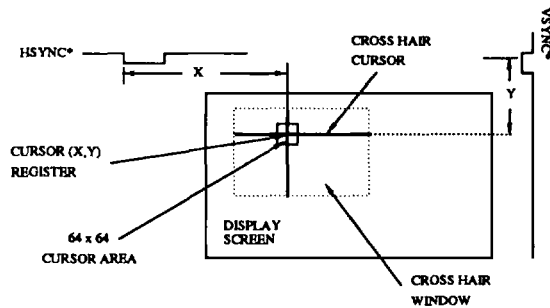 HSYNC*
X
CROSS HAIR
CURSOR
VSYNC*
Y
CURSOR (X,Y)
REGISTER
64 x 64
CURSOR AREA
DISPLAY
SCREEN
CROSS HAIR
WINDOW